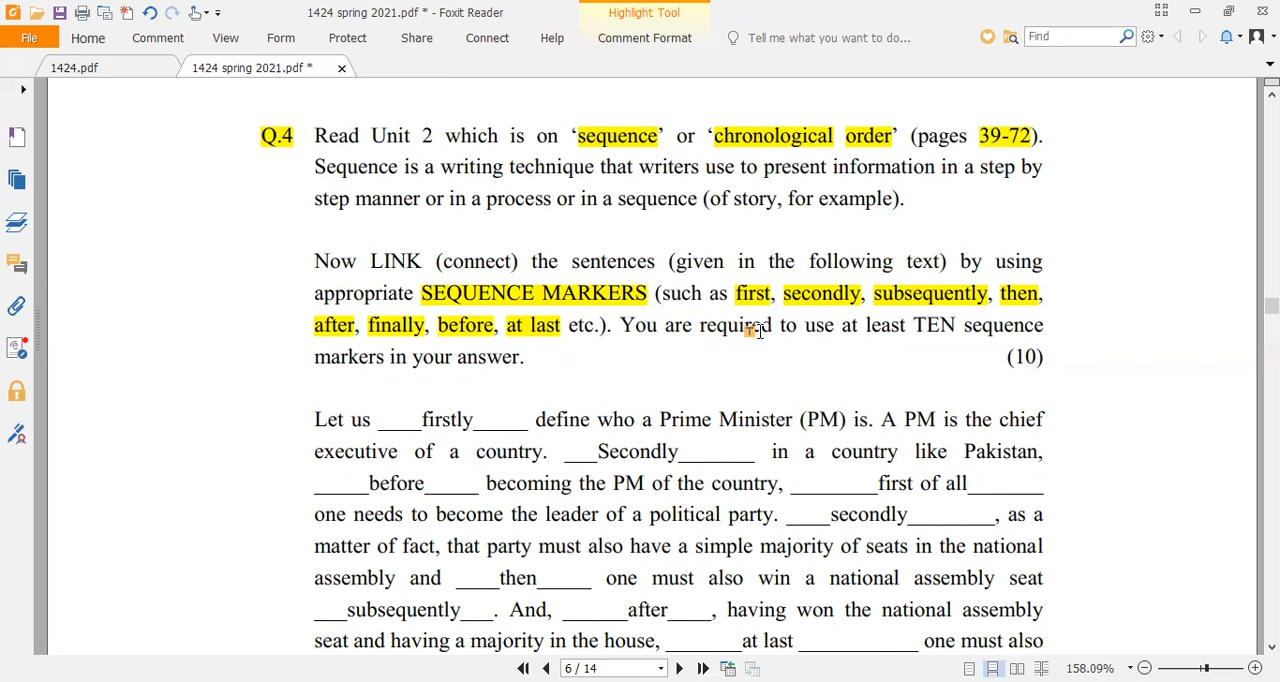 1424 spring 2021.pdf * - Foxit Reader
Highlight Tool
File Home Comment View Form Protect Share Connect Help Comment Format Tell me what you want to do... Find
1424.pdf 1424 spring 2021.pdf *
Q.4 Read Unit 2 which is on ‘sequence’ or ‘chronological order’ (pages 39-72).
Sequence is a writing technique that writers use to present information in a step by
step manner or in a process or in a sequence (of story, for example).
Now LINK (connect) the sentences (given in the following text) by using
appropriate SEQUENCE MARKERS (such as first, secondly, subsequently, then,
after, finally, before, at last etc.). You are required to use at least TEN sequence
markers in your answer. (10)
Let us ____firstly_____ define who a Prime Minister (PM) is. A PM is the chief
executive of a country. ___Secondly_______ in a country like Pakistan,
_____before_____ becoming the PM of the country, ________first of all_______
one needs to become the leader of a political party. ____secondly________, as a
matter of fact, that party must also have a simple majority of seats in the national
assembly and ____then_____ one must also win a national assembly seat
___subsequently___. And, ______after____, having won the national assembly
seat and having a majority in the house, _______at last ___________ one must also
6 / 14 158.09%